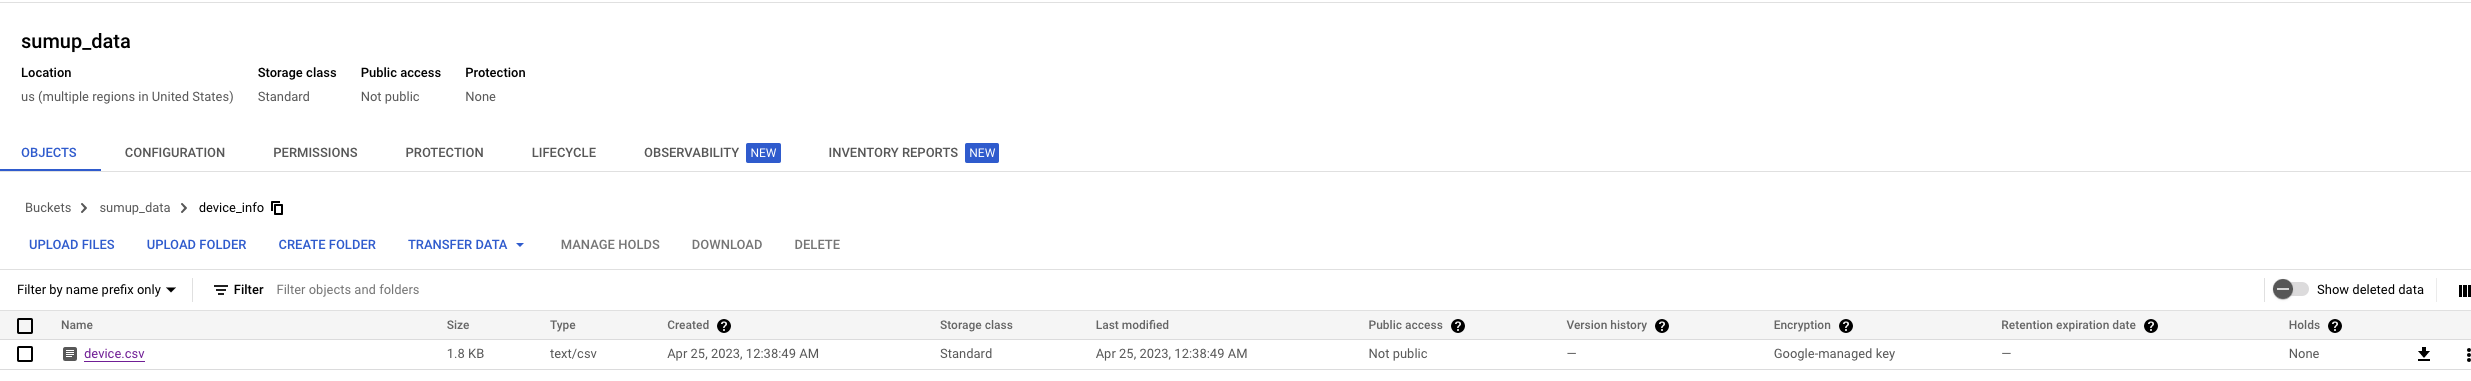 sumup_data
Location Storage class Public access Protection
us (multiple regions in United States) Standard Not public None
OBJECTS CONFIGURATION PERMISSIONS PROTECTION LIFECYCLE OBSERVABILITY NEW INVENTORY REPORTS NEW
Buckets > sumup_data > device_info
UPLOAD FILES UPLOAD FOLDER CREATE FOLDER TRANSFER DATA MANAGE HOLDS DOWNLOAD DELETE
Filter by name prefix only Filter Filter objects and folders Show deleted data
Name Size Type Created ? Storage class Last modified Public access ? Version history ? Encryption ? Retention expiration date ? Holds ?
device.csv 1.8 KB text/csv Apr 25, 2023, 12:38:49 AM Standard Apr 25, 2023, 12:38:49 AM Not public — Google-managed key — None